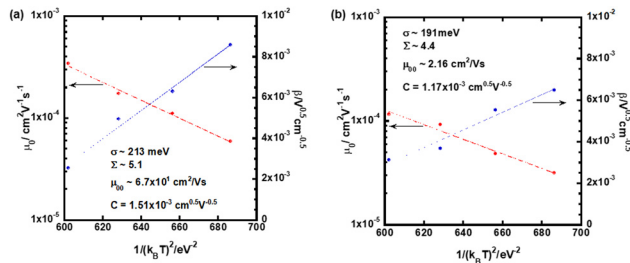 (a)
1x10⁻³
1x10⁻⁴
1x10⁻⁵
μ₀/ cm²V⁻¹s⁻¹
σ ~ 213 meV
Σ ~ 5.1
μ₀₀ ~ 6.7x10¹ cm²/Vs
C = 1.51x10⁻³ cm⁰·⁵V⁻⁰·⁵
1x10⁻²
8x10⁻³
6x10⁻³
4x10⁻³
2x10⁻³
0
β/V⁰·⁵cm⁻⁰·⁵
600 620 640 660 680 700
1/(k_BT)²/eV⁻²
(b)
1x10⁻³
1x10⁻⁴
1x10⁻⁵
μ₀/ cm²V⁻¹s⁻¹
σ ~ 191meV
Σ ~ 4.4
μ₀₀ ~ 2.16 cm²/Vs
C = 1.17x10⁻³ cm⁰·⁵V⁻⁰·⁵
1x10⁻²
8x10⁻³
6x10⁻³
4x10⁻³
2x10⁻³
0
β/V⁰·⁵cm⁻⁰·⁵
600 620 640 660 680 700
1/(k_BT)²/eV⁻²